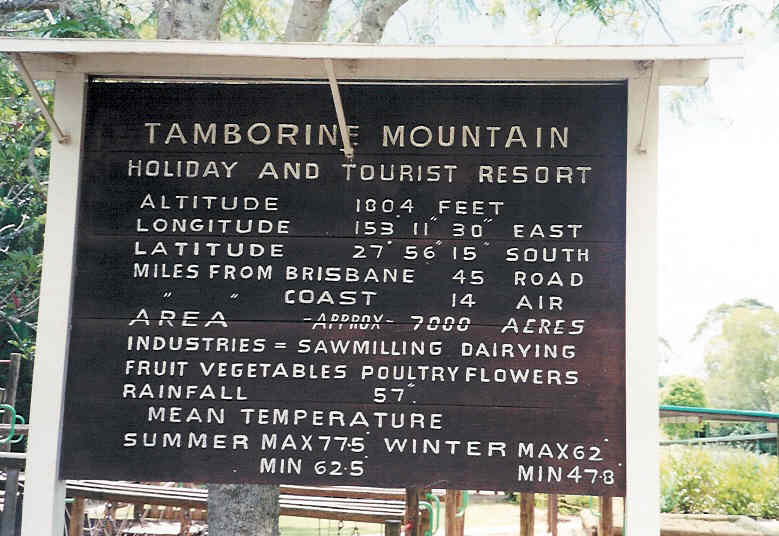 TAMBORINE MOUNTAIN
HOLIDAY AND TOURIST RESORT
ALTITUDE 1804 FEET
LONGITUDE 153° 11" 30" EAST
LATITUDE 27° 56" 15" SOUTH
MILES FROM BRISBANE 45 ROAD
" " COAST 14 AIR
AREA -APPROX- 7000 ACRES
INDUSTRIES = SAWMILLING DAIRYING
FRUIT VEGETABLES POULTRY FLOWERS
RAINFALL 57".
MEAN TEMPERATURE
SUMMER MAX 77.5° WINTER MAX 62°
MIN 62.5 MIN 47.8°